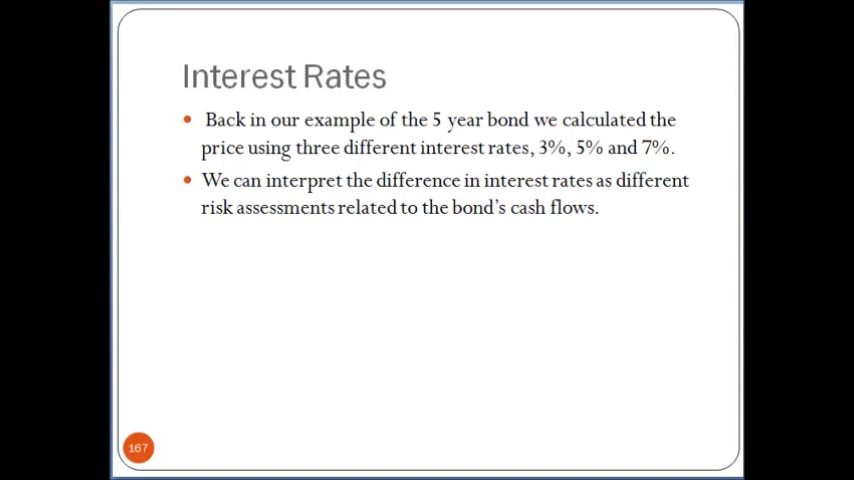 Interest Rates
Back in our example of the 5 year bond we calculated the
price using three different interest rates, 3%, 5% and 7%.
We can interpret the difference in interest rates as different
risk assessments related to the bond's cash flows.
167